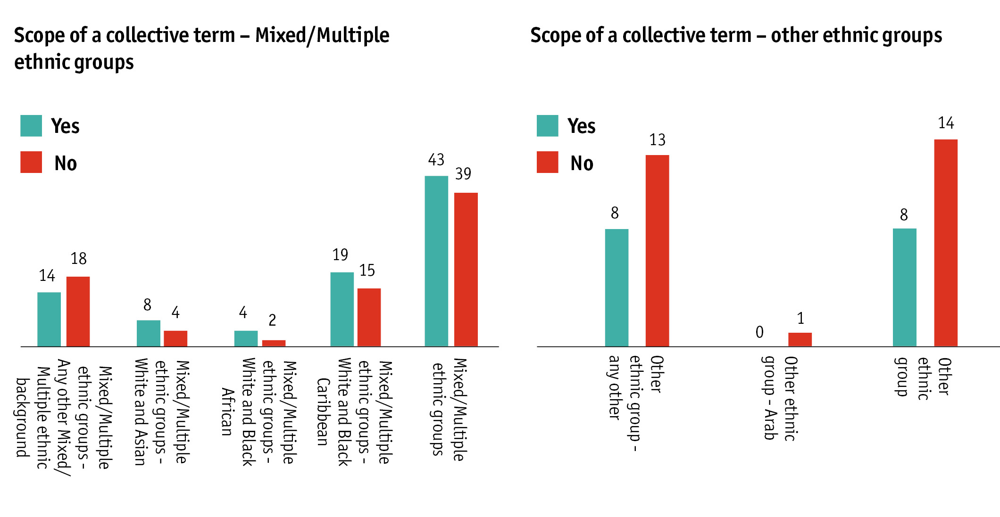 Scope of a collective term – Mixed/Multiple
ethnic groups
Yes
No
14
18
8
4
4
2
19
15
43
39
Mixed/Multiple
ethnic groups -
Any other Mixed/
Multiple ethnic
background
Mixed/Multiple
ethnic groups -
White and Asian
Mixed/Multiple
ethnic groups -
White and Black
African
Mixed/Multiple
ethnic groups -
White and Black
Caribbean
Mixed/Multiple
ethnic groups
Scope of a collective term – other ethnic groups
Yes
No
8
13
0
1
8
14
Other
ethnic group -
any other
Other ethnic
group - Arab
Other
ethnic
group